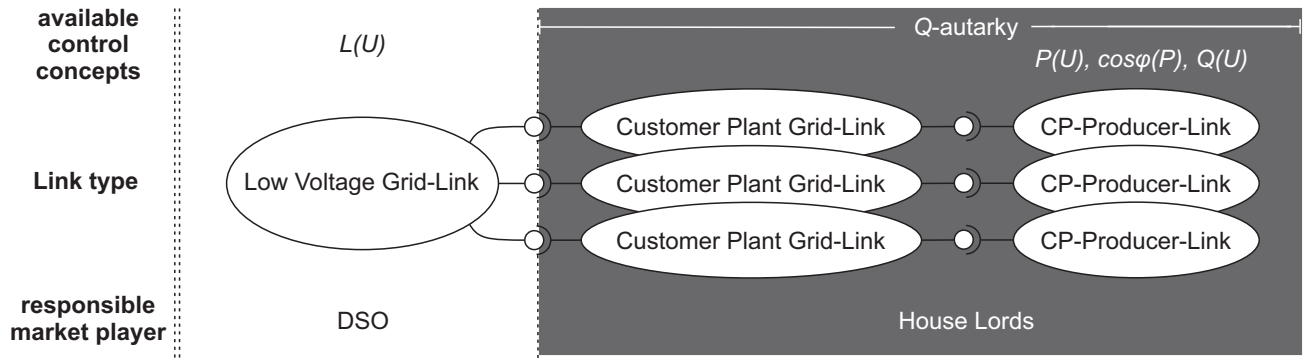 available
control
concepts
L(U)
Q-autarky
P(U), cosφ(P), Q(U)
Link type
Low Voltage Grid-Link
Customer Plant Grid-Link
CP-Producer-Link
Customer Plant Grid-Link
CP-Producer-Link
Customer Plant Grid-Link
CP-Producer-Link
responsible
market player
DSO
House Lords